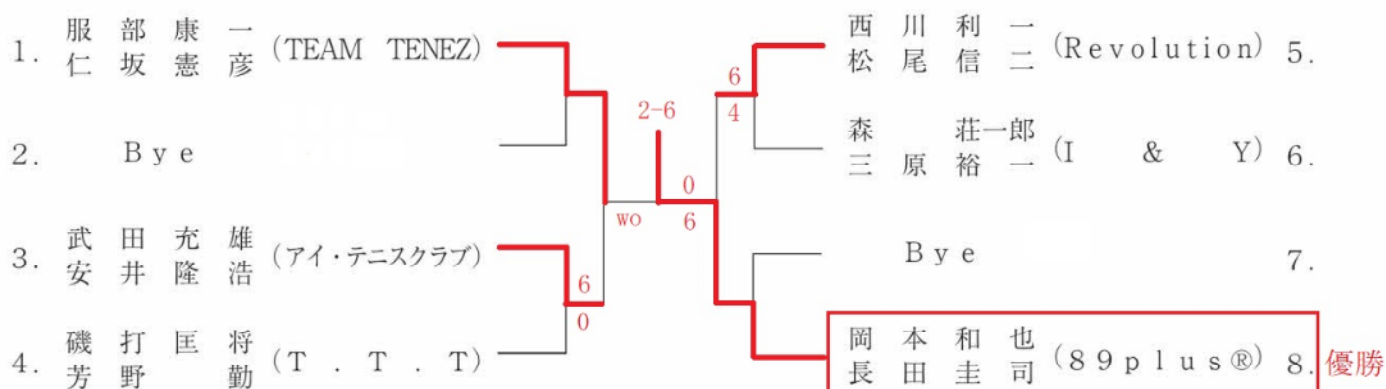 1. 服部康一
仁坂憲彦 (TEAM TENEZ)
2. Bye
3. 武田充雄
安井隆浩 (アイ・テニスクラブ)
4. 磯打匡将
芳野 勤 (T.T.T)
6
0
wo
2-6
0
6
6
4
西川利一
松尾信二 (Revolution) 5.
森 荘一郎
三原裕一 (I & Y) 6.
Bye 7.
岡本和也
長田圭司 (89plus®) 8. 優勝